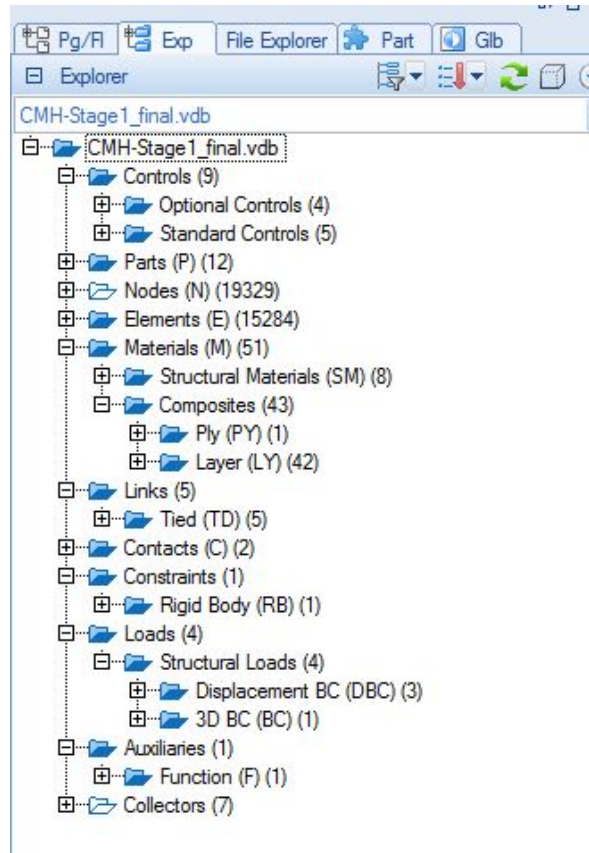 Pg/Fl Exp File Explorer Part Glb
Explorer
CMH-Stage1_final.vdb
CMH-Stage1_final.vdb
Controls (9)
Optional Controls (4)
Standard Controls (5)
Parts (P) (12)
Nodes (N) (19329)
Elements (E) (15284)
Materials (M) (51)
Structural Materials (SM) (8)
Composites (43)
Ply (PY) (1)
Layer (LY) (42)
Links (5)
Tied (TD) (5)
Contacts (C) (2)
Constraints (1)
Rigid Body (RB) (1)
Loads (4)
Structural Loads (4)
Displacement BC (DBC) (3)
3D BC (BC) (1)
Auxiliaries (1)
Function (F) (1)
Collectors (7)